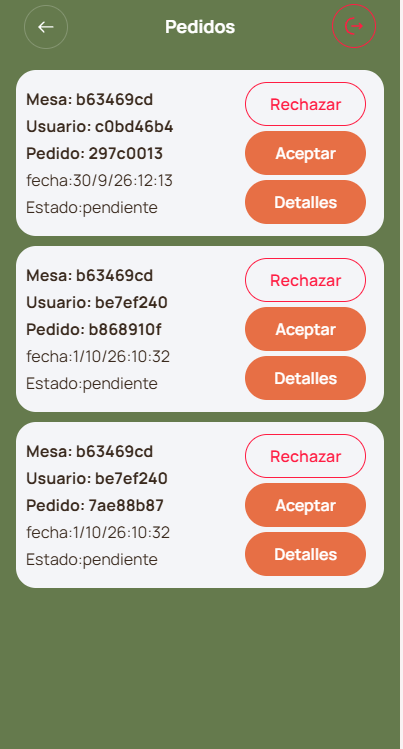 Pedidos
Mesa: b63469cd
Usuario: c0bd46b4
Pedido: 297c0013
fecha:30/9/26:12:13
Estado:pendiente
Rechazar
Aceptar
Detalles
Mesa: b63469cd
Usuario: be7ef240
Pedido: b868910f
fecha:1/10/26:10:32
Estado:pendiente
Rechazar
Aceptar
Detalles
Mesa: b63469cd
Usuario: be7ef240
Pedido: 7ae88b87
fecha:1/10/26:10:32
Estado:pendiente
Rechazar
Aceptar
Detalles